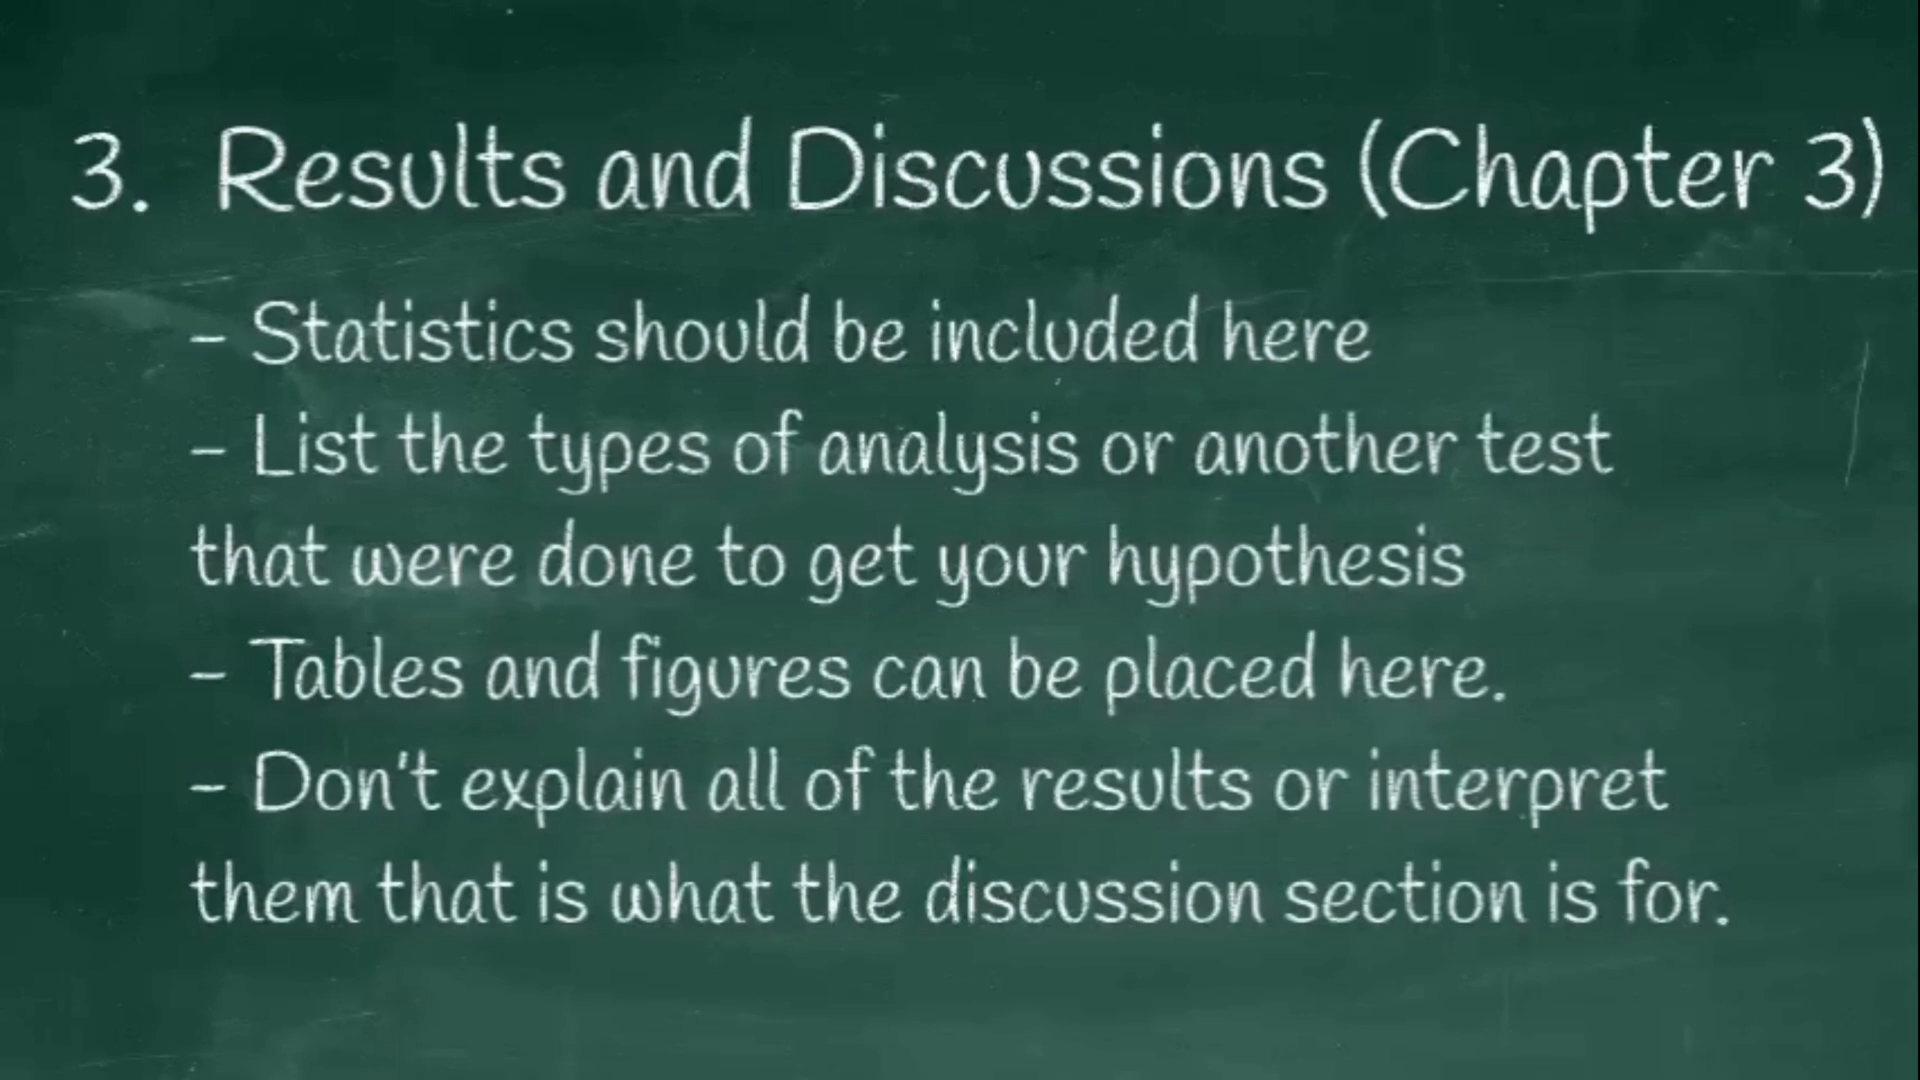 3. Results and Discussions (Chapter 3)
- Statistics should be included here
- List the types of analysis or another test
that were done to get your hypothesis
- Tables and figures can be placed here.
- Don't explain all of the results or interpret
them that is what the discussion section is for.